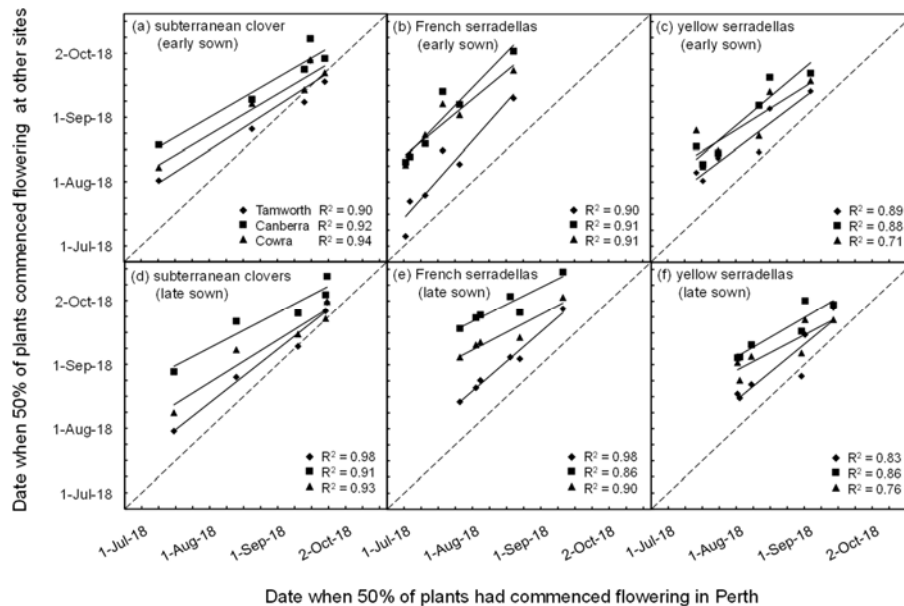 Date when 50% of plants commenced flowering at other sites
(a) subterranean clover
(early sown)
2-Oct-18
1-Sep-18
1-Aug-18
1-Jul-18
Tamworth R² = 0.90
Canberra R² = 0.92
Cowra R² = 0.94
(b) French serradellas
(early sown)
R² = 0.90
R² = 0.91
R² = 0.91
(c) yellow serradellas
(early sown)
R² = 0.89
R² = 0.88
R² = 0.71
(d) subterranean clovers
(late sown)
2-Oct-18
1-Sep-18
1-Aug-18
1-Jul-18
R² = 0.98
R² = 0.91
R² = 0.93
(e) French serradellas
(late sown)
R² = 0.98
R² = 0.86
R² = 0.90
(f) yellow serradellas
(late sown)
R² = 0.83
R² = 0.86
R² = 0.76
1-Jul-18
1-Aug-18
1-Sep-18
2-Oct-18
1-Jul-18
1-Aug-18
1-Sep-18
2-Oct-18
1-Jul-18
1-Aug-18
1-Sep-18
2-Oct-18
Date when 50% of plants had commenced flowering in Perth